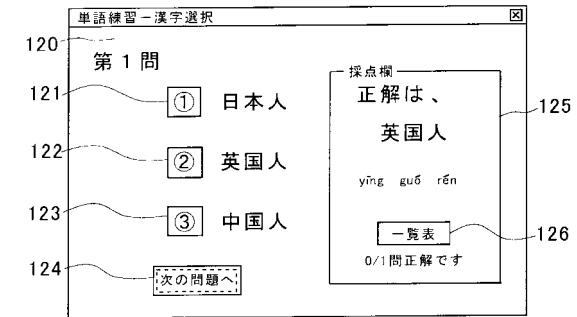 単語練習－漢字選択
120
第1問
121
① 日本人
122
② 英国人
123
③ 中国人
124
次の問題へ
採点欄
正解は、
英国人
yīng guó rén
125
一覧表
126
0/1問正解です